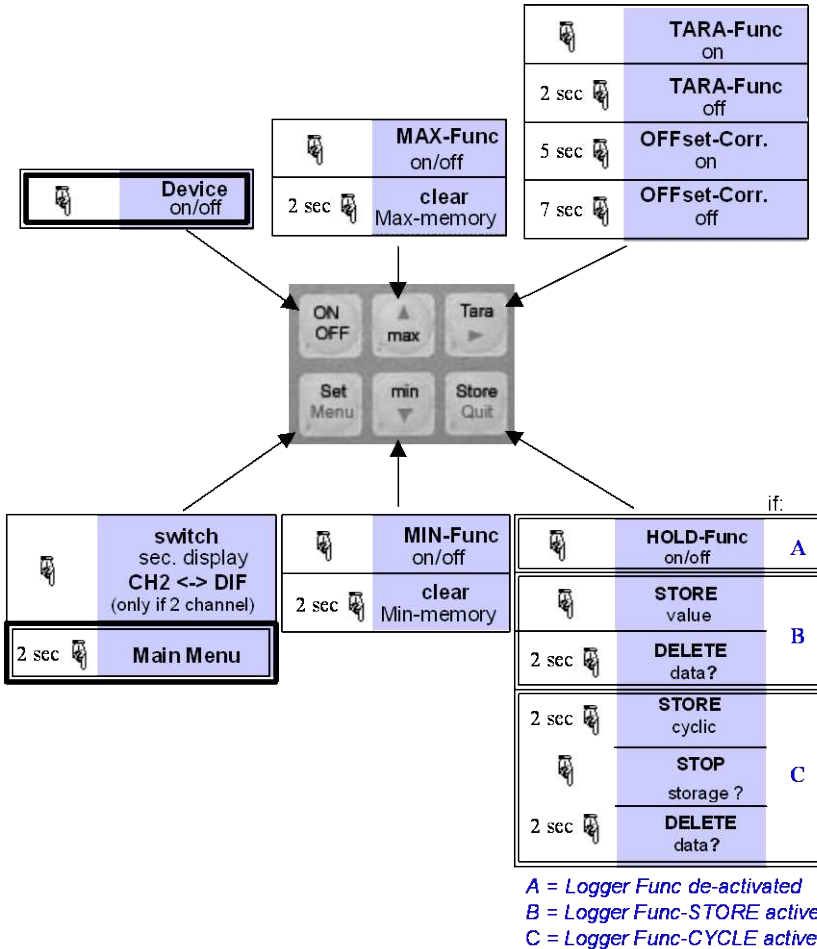 TARA-Func
on
2 sec TARA-Func
off
5 sec OFFset-Corr.
on
7 sec OFFset-Corr.
off
MAX-Func
on/off
2 sec clear
Max-memory
Device
on/off
ON
OFF
max
Tara
Set
Menu
min
Store
Quit
switch
sec. display
CH2 <-> DIF
(only if 2 channel)
2 sec Main Menu
MIN-Func
on/off
2 sec clear
Min-memory
if:
HOLD-Func
on/off
A
STORE
value
B
2 sec DELETE
data?
2 sec STORE
cyclic
STOP
storage ?
C
2 sec DELETE
data?
A = Logger Func de-activated
B = Logger Func-STORE active
C = Logger Func-CYCLE active